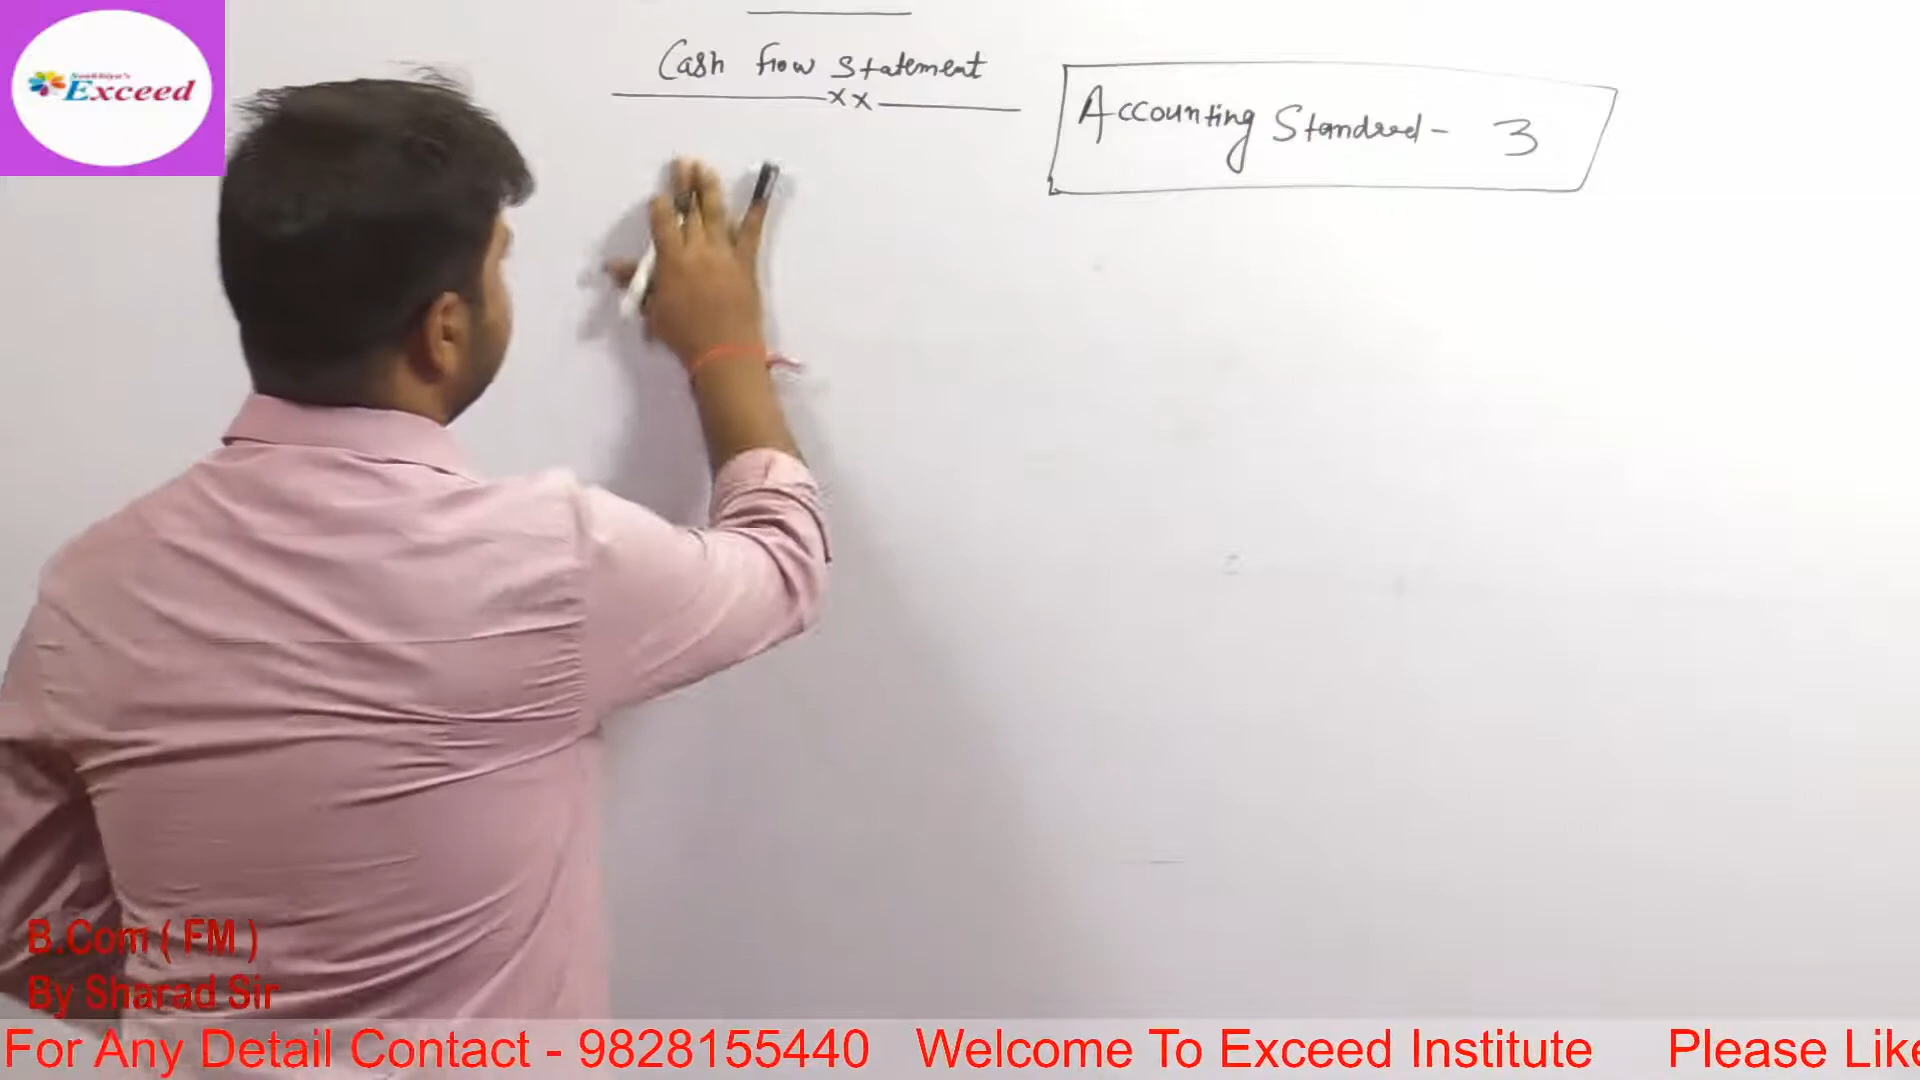 Exceed
Cash Flow Statement
xx
Accounting Standard - 3
B.Com ( FM )
By Sharad Sir
For Any Detail Contact - 9828155440 Welcome To Exceed Institute Please Like